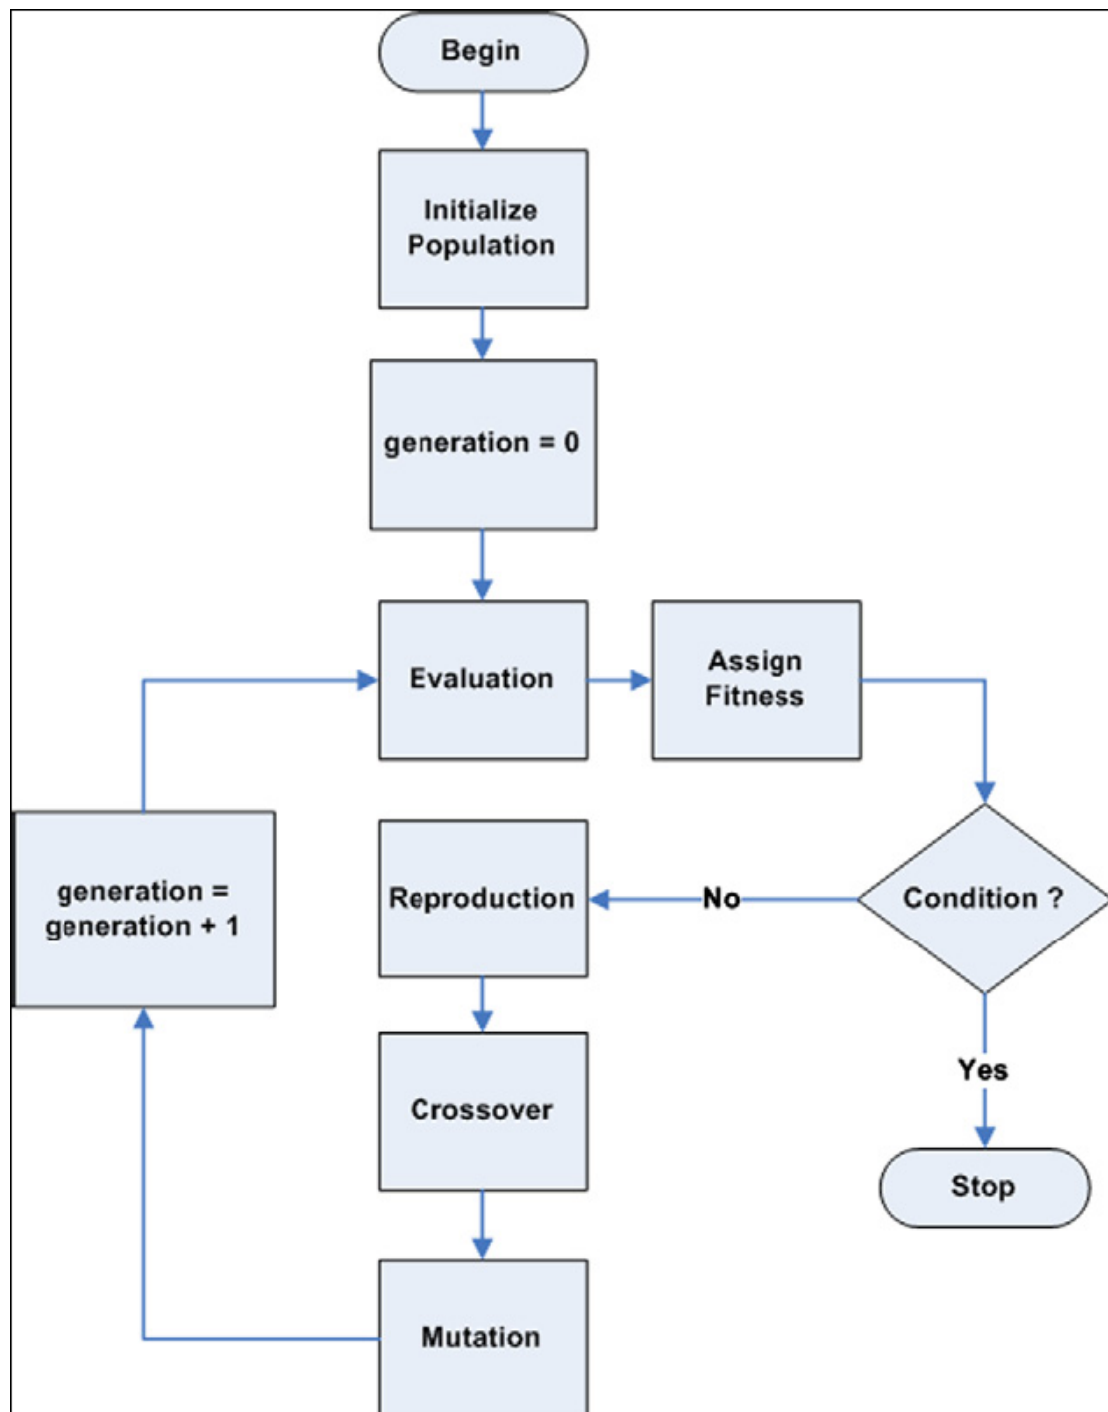 Begin
Initialize
Population
generation = 0
Evaluation
Assign
Fitness
generation =
generation + 1
Reproduction
No
Condition ?
Crossover
Yes
Stop
Mutation